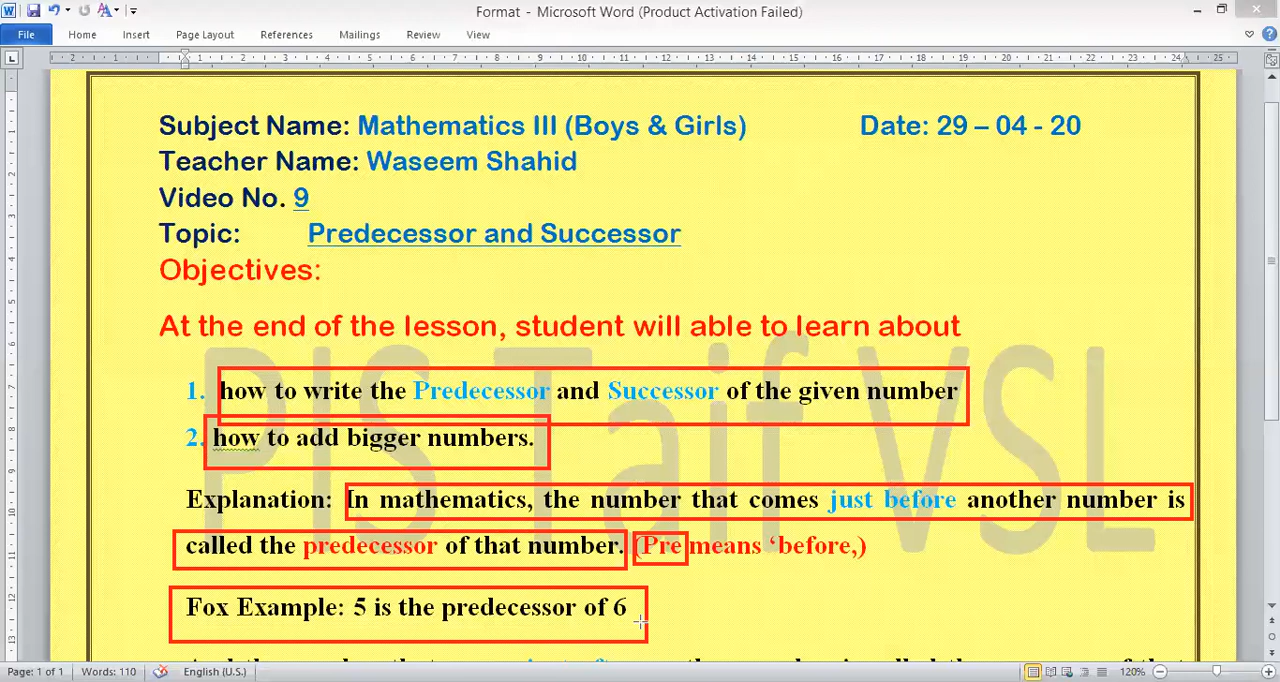 Format - Microsoft Word (Product Activation Failed)
File Home Insert Page Layout References Mailings Review View
Subject Name: Mathematics III (Boys & Girls) Date: 29 – 04 - 20
Teacher Name: Waseem Shahid
Video No. 9
Topic: Predecessor and Successor
Objectives:
At the end of the lesson, student will able to learn about
1. how to write the Predecessor and Successor of the given number
2. how to add bigger numbers.
Explanation: In mathematics, the number that comes just before another number is
called the predecessor of that number. (Pre means ‘before,)
Fox Example: 5 is the predecessor of 6
PIS Taif VSL
Page: 1 of 1 Words: 110 English (U.S.) 120%